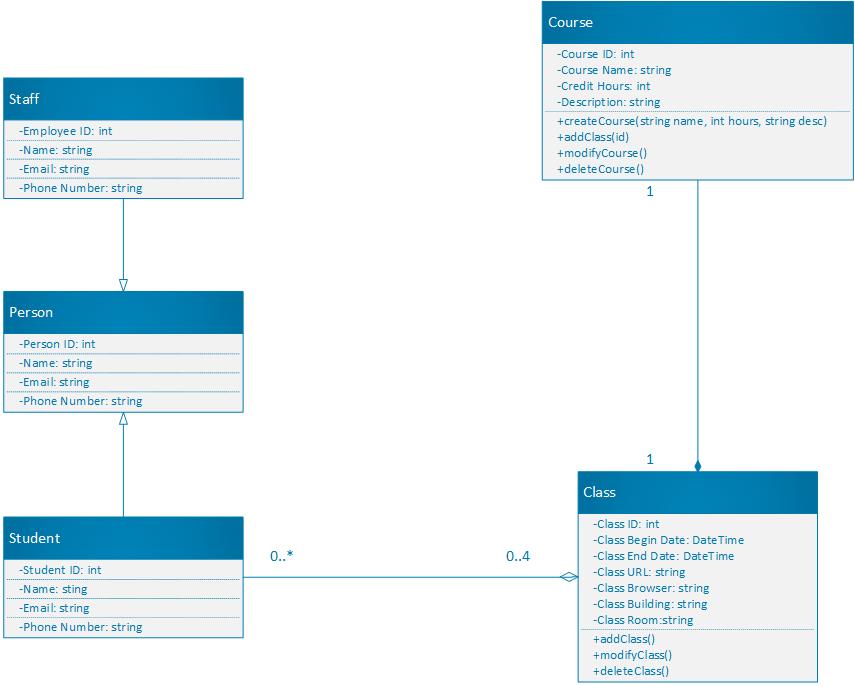 Course
-Course ID: int
-Course Name: string
-Credit Hours: int
-Description: string
+createCourse(string name, int hours, string desc)
+addClass(id)
+modifyCourse()
+deleteCourse()
1
Staff
-Employee ID: int
-Name: string
-Email: string
-Phone Number: string
Person
-Person ID: int
-Name: string
-Email: string
-Phone Number: string
1
Class
-Class ID: int
-Class Begin Date: DateTime
-Class End Date: DateTime
-Class URL: string
-Class Browser: string
-Class Building: string
-Class Room:string
+addClass()
+modifyClass()
+deleteClass()
Student
-Student ID: int
-Name: sting
-Email: string
-Phone Number: string
0..*
0..4